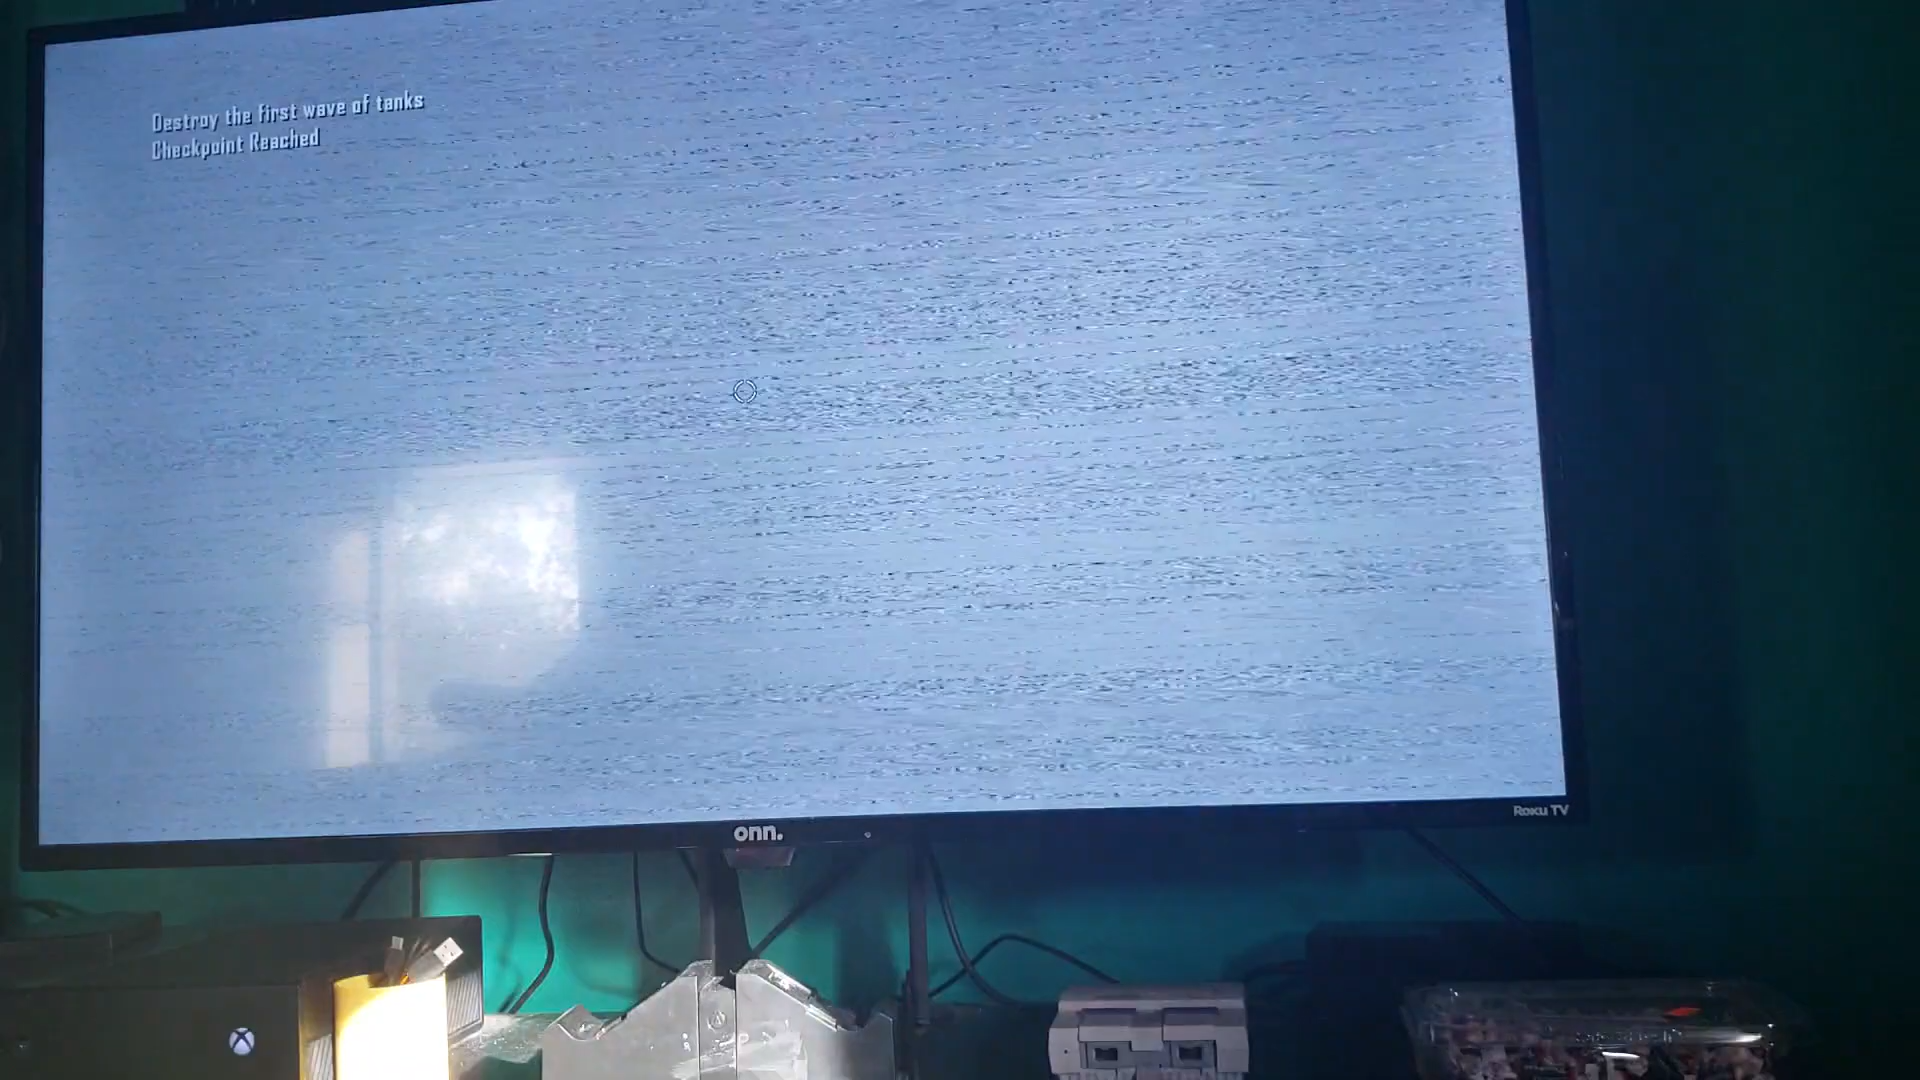 Destroy the first wave of tanks
Checkpoint Reached
onn.
Roku TV